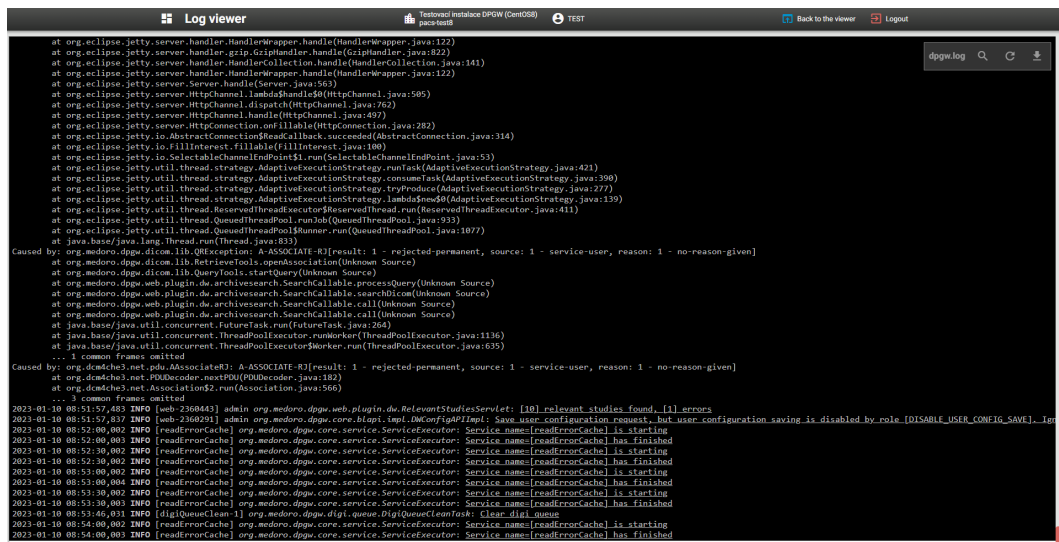 Log viewer
Testovací instalace DPGW (CentOS8)
pacs-test8
TEST
Back to the viewer
Logout
dpgw.log
at org.eclipse.jetty.server.handler.HandlerWrapper.handle(HandlerWrapper.java:122)
at org.eclipse.jetty.server.handler.gzip.GzipHandler.handle(GzipHandler.java:822)
at org.eclipse.jetty.server.handler.HandlerCollection.handle(HandlerCollection.java:141)
at org.eclipse.jetty.server.handler.HandlerWrapper.handle(HandlerWrapper.java:122)
at org.eclipse.jetty.server.Server.handle(Server.java:563)
at org.eclipse.jetty.server.HttpChannel.lambda$handle$0(HttpChannel.java:505)
at org.eclipse.jetty.server.HttpChannel.dispatch(HttpChannel.java:762)
at org.eclipse.jetty.server.HttpChannel.handle(HttpChannel.java:497)
at org.eclipse.jetty.server.HttpConnection.onFillable(HttpConnection.java:282)
at org.eclipse.jetty.io.AbstractConnection$ReadCallback.succeeded(AbstractConnection.java:314)
at org.eclipse.jetty.io.FillInterest.fillable(FillInterest.java:100)
at org.eclipse.jetty.io.SelectableChannelEndPoint$1.run(SelectableChannelEndPoint.java:53)
at org.eclipse.jetty.util.thread.strategy.AdaptiveExecutionStrategy.runTask(AdaptiveExecutionStrategy.java:421)
at org.eclipse.jetty.util.thread.strategy.AdaptiveExecutionStrategy.consumeTask(AdaptiveExecutionStrategy.java:390)
at org.eclipse.jetty.util.thread.strategy.AdaptiveExecutionStrategy.tryProduce(AdaptiveExecutionStrategy.java:277)
at org.eclipse.jetty.util.thread.strategy.AdaptiveExecutionStrategy.lambda$new$0(AdaptiveExecutionStrategy.java:139)
at org.eclipse.jetty.util.thread.ReservedThreadExecutor$ReservedThread.run(ReservedThreadExecutor.java:411)
at org.eclipse.jetty.util.thread.QueuedThreadPool.runJob(QueuedThreadPool.java:933)
at org.eclipse.jetty.util.thread.QueuedThreadPool$Runner.run(QueuedThreadPool.java:1077)
at java.base/java.lang.Thread.run(Thread.java:833)
Caused by: org.medoro.dpgw.dicom.lib.QRException: A-ASSOCIATE-RJ[result: 1 - rejected-permanent, source: 1 - service-user, reason: 1 - no-reason-given]
at org.medoro.dpgw.dicom.lib.RetrieveTools.openAssociation(Unknown Source)
at org.medoro.dpgw.dicom.lib.QueryTools.startQuery(Unknown Source)
at org.medoro.dpgw.web.plugin.dw.archivesearch.SearchCallable.processQuery(Unknown Source)
at org.medoro.dpgw.web.plugin.dw.archivesearch.SearchCallable.searchDicom(Unknown Source)
at org.medoro.dpgw.web.plugin.dw.archivesearch.SearchCallable.call(Unknown Source)
at org.medoro.dpgw.web.plugin.dw.archivesearch.SearchCallable.call(Unknown Source)
at java.base/java.util.concurrent.FutureTask.run(FutureTask.java:264)
at java.base/java.util.concurrent.ThreadPoolExecutor.runWorker(ThreadPoolExecutor.java:1136)
at java.base/java.util.concurrent.ThreadPoolExecutor$Worker.run(ThreadPoolExecutor.java:635)
... 1 common frames omitted
Caused by: org.dcm4che3.net.pdu.AAssociateRJ: A-ASSOCIATE-RJ[result: 1 - rejected-permanent, source: 1 - service-user, reason: 1 - no-reason-given]
at org.dcm4che3.net.PDUDecoder.nextPDU(PDUDecoder.java:182)
at org.dcm4che3.net.Association$2.run(Association.java:566)
... 3 common frames omitted
2023-01-10 08:51:57,483 INFO [web-2360443] admin org.medoro.dpgw.web.plugin.dw.RelevantStudiesServlet: [10] relevant studies found, [1] errors
2023-01-10 08:51:57,837 INFO [web-2360291] admin org.medoro.dpgw.core.blapi.impl.DWConfigAPIImpl: Save user configuration request, but user configuration saving is disabled by role [DISABLE_USER_CONFIG_SAVE]. Ign
2023-01-10 08:52:00,002 INFO [readErrorCache] org.medoro.dpgw.core.service.ServiceExecutor: Service name=[readErrorCache] is starting
2023-01-10 08:52:00,003 INFO [readErrorCache] org.medoro.dpgw.core.service.ServiceExecutor: Service name=[readErrorCache] has finished
2023-01-10 08:52:30,002 INFO [readErrorCache] org.medoro.dpgw.core.service.ServiceExecutor: Service name=[readErrorCache] is starting
2023-01-10 08:52:30,002 INFO [readErrorCache] org.medoro.dpgw.core.service.ServiceExecutor: Service name=[readErrorCache] has finished
2023-01-10 08:53:00,002 INFO [readErrorCache] org.medoro.dpgw.core.service.ServiceExecutor: Service name=[readErrorCache] is starting
2023-01-10 08:53:00,004 INFO [readErrorCache] org.medoro.dpgw.core.service.ServiceExecutor: Service name=[readErrorCache] has finished
2023-01-10 08:53:30,002 INFO [readErrorCache] org.medoro.dpgw.core.service.ServiceExecutor: Service name=[readErrorCache] is starting
2023-01-10 08:53:30,003 INFO [readErrorCache] org.medoro.dpgw.core.service.ServiceExecutor: Service name=[readErrorCache] has finished
2023-01-10 08:53:46,031 INFO [digiQueueClean-1] org.medoro.dpgw.digi.queue.DigiQueueCleanTask: Clear digi queue
2023-01-10 08:54:00,002 INFO [readErrorCache] org.medoro.dpgw.core.service.ServiceExecutor: Service name=[readErrorCache] is starting
2023-01-10 08:54:00,003 INFO [readErrorCache] org.medoro.dpgw.core.service.ServiceExecutor: Service name=[readErrorCache] has finished